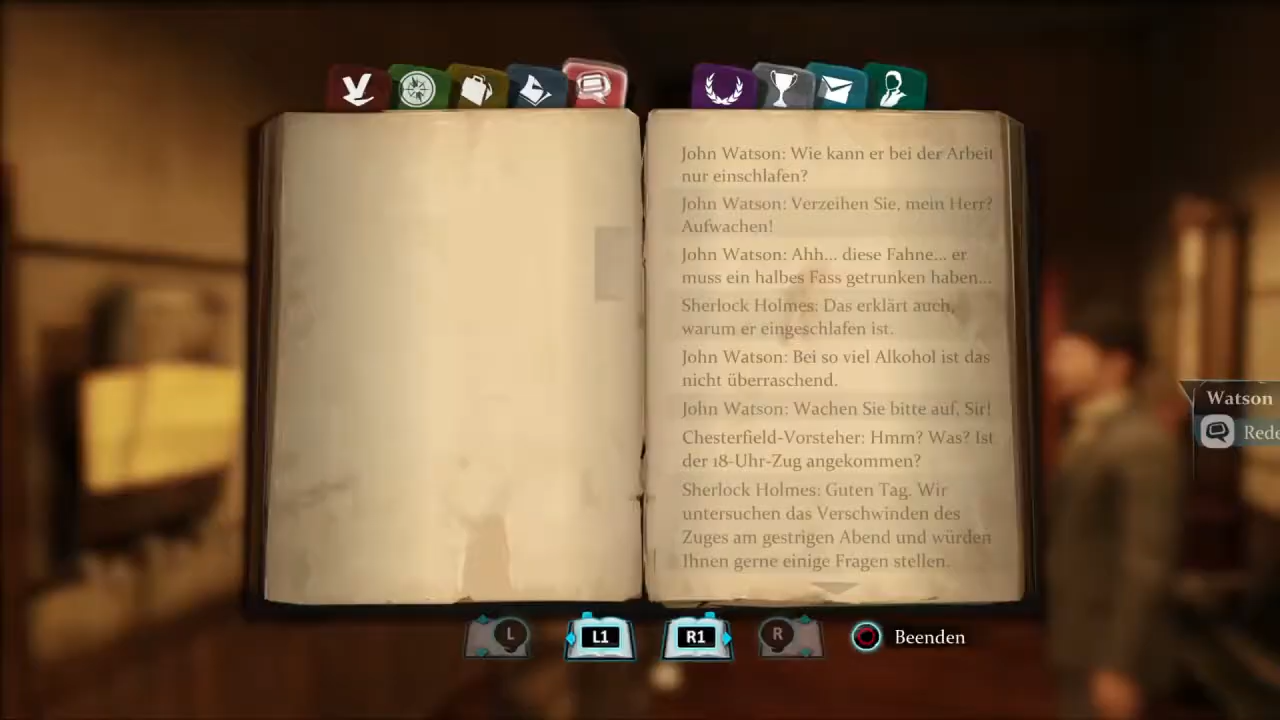 John Watson: Wie kann er bei der Arbeit
nur einschlafen?
John Watson: Verzeihen Sie, mein Herr?
Aufwachen!
John Watson: Ahh... diese Fahne... er
muss ein halbes Fass getrunken haben...
Sherlock Holmes: Das erklärt auch,
warum er eingeschlafen ist.
John Watson: Bei so viel Alkohol ist das
nicht überraschend.
John Watson: Wachen Sie bitte auf, Sir!
Chesterfield-Vorsteher: Hmm? Was? Ist
der 18-Uhr-Zug angekommen?
Sherlock Holmes: Guten Tag. Wir
untersuchen das Verschwinden des
Zuges am gestrigen Abend und würden
Ihnen gerne einige Fragen stellen.
Watson
Rede
L
L1
R1
R
Beenden